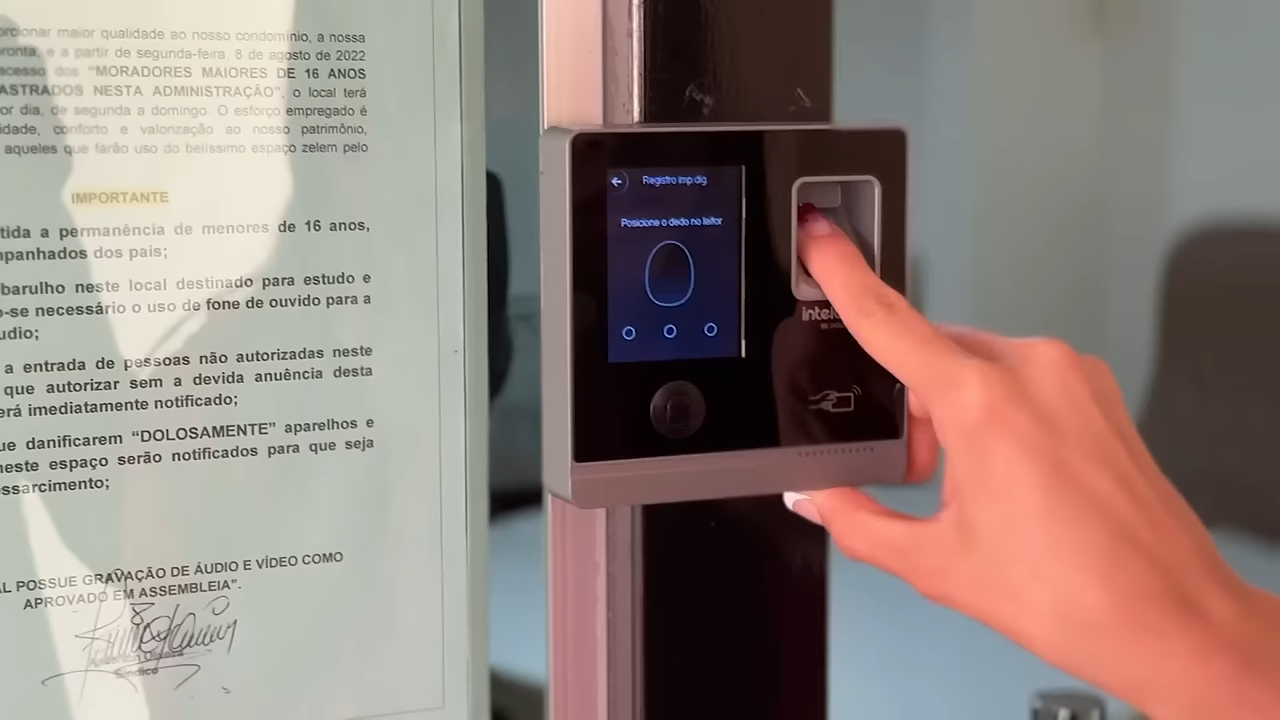 orcionar maior qualidade ao nosso condomínio, a nossa
ronta, e a partir de segunda-feira, 8 de agosto de 2022
acesso dos "MORADORES MAIORES DE 16 ANOS
ASTRADOS NESTA ADMINISTRAÇÃO", o local terá
or dia, de segunda a domingo. O esforço empregado é
idade, conforto e valorização ao nosso patrimônio,
aqueles que farão uso do belíssimo espaço zelem pelo
IMPORTANTE
tida a permanência de menores de 16 anos,
mpanhados dos pais;
barulho neste local destinado para estudo e
o-se necessário o uso de fone de ouvido para a
udio;
a entrada de pessoas não autorizadas neste
que autorizar sem a devida anuência desta
erá imediatamente notificado;
ue danificarem "DOLOSAMENTE" aparelhos e
neste espaço serão notificados para que seja
essarcimento;
AL POSSUE GRAVAÇÃO DE ÁUDIO E VÍDEO COMO
APROVADO EM ASSEMBLEIA".
Síndico
Registro imp dig.
Posicione o dedo no leitor
intel